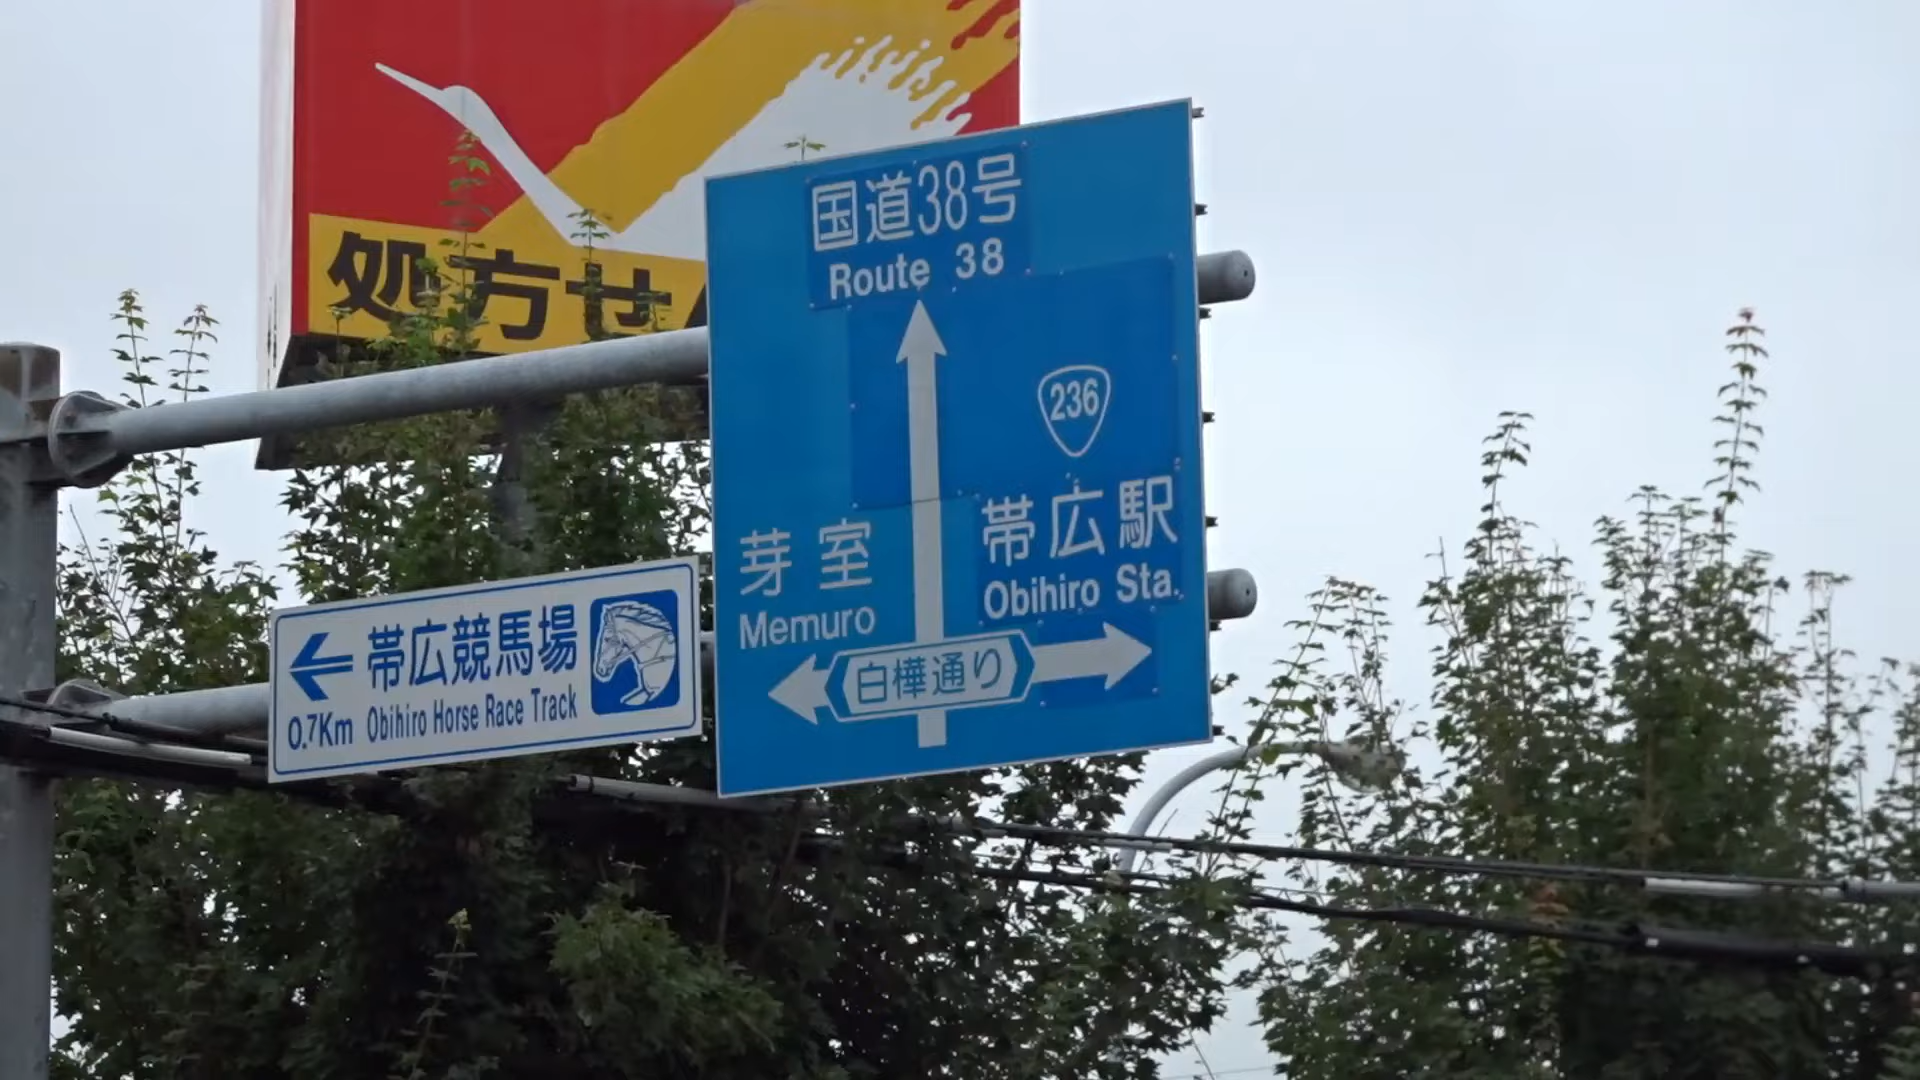 処方せ
国道38号
Route 38
236
芽室
Memuro
帯広駅
Obihiro Sta.
白樺通り
帯広競馬場
0.7Km Obihiro Horse Race Track